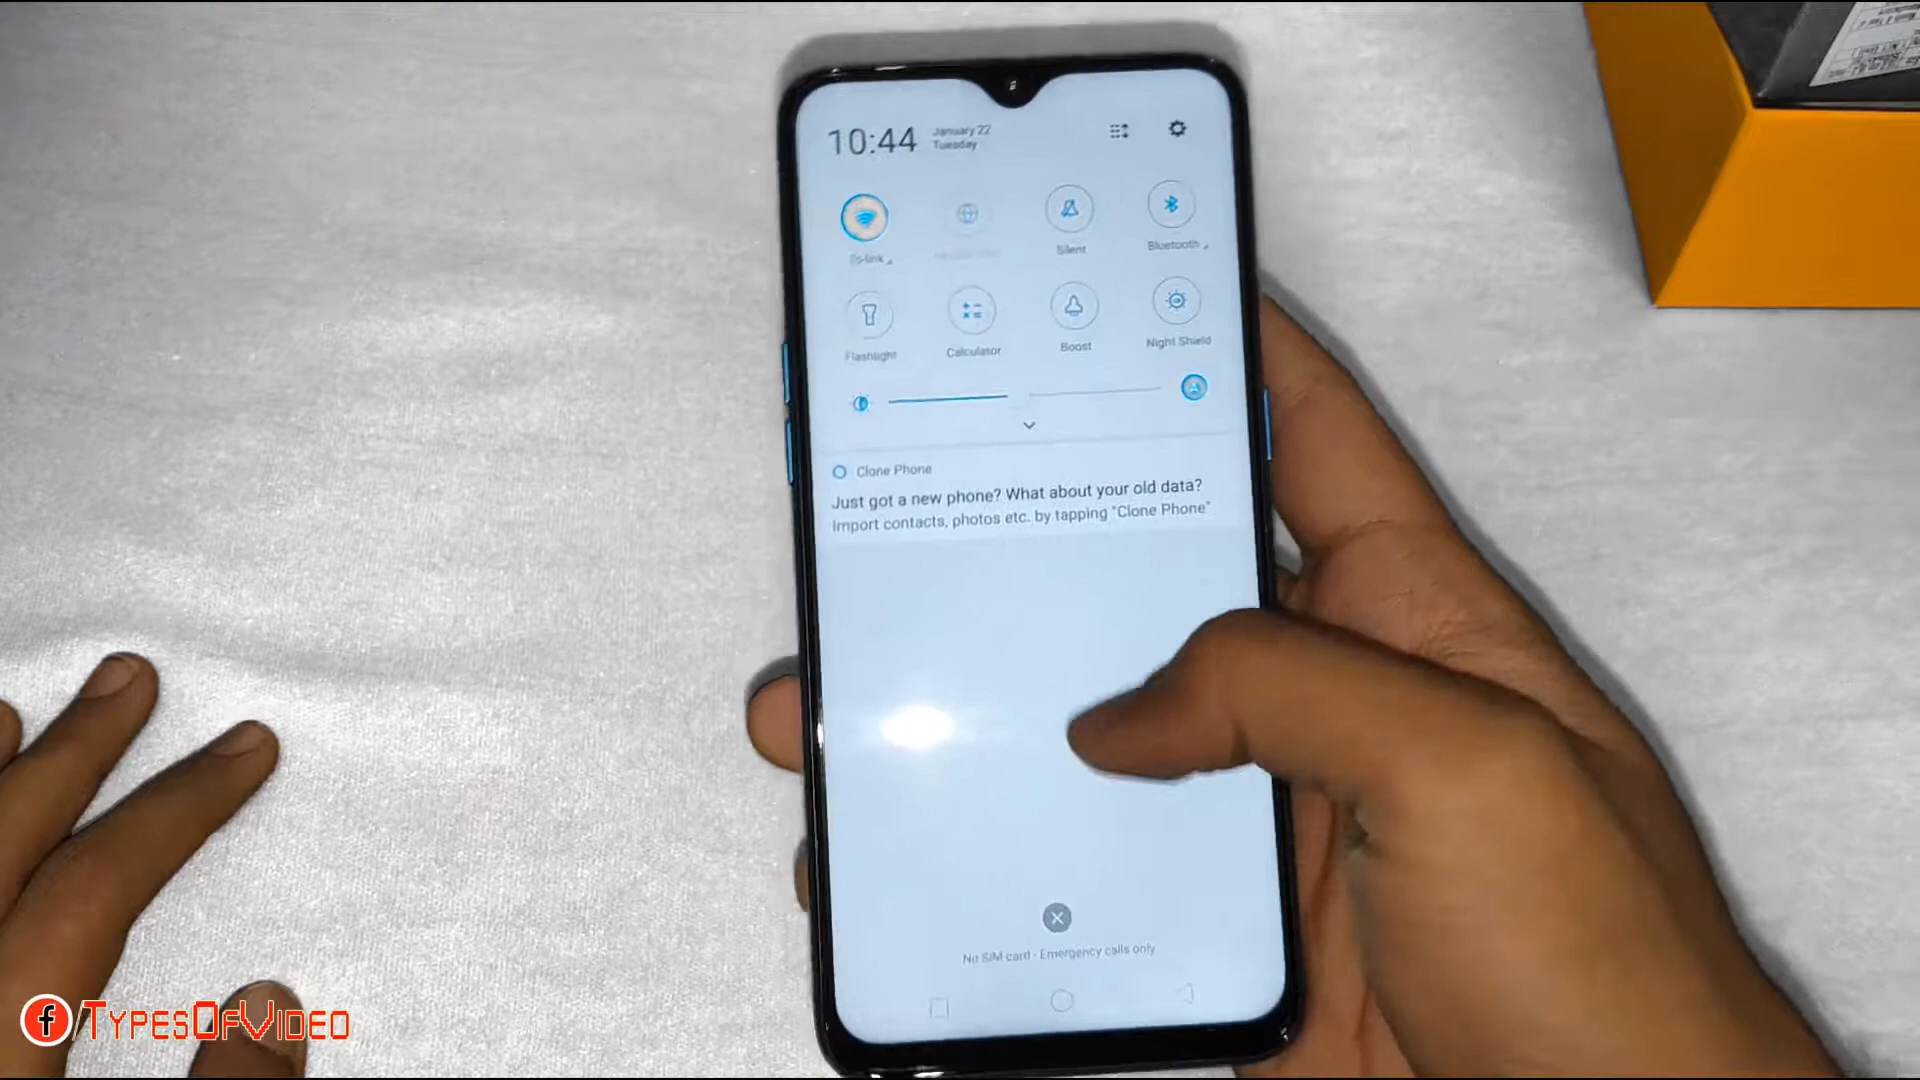 10:44
January 22
Tuesday
Silent
Bluetooth
Flashlight
Calculator
Boost
Night Shield
Clone Phone
Just got a new phone? What about your old data?
Import contacts, photos etc. by tapping "Clone Phone"
No SIM card - Emergency calls only
f/TypesOfVideo